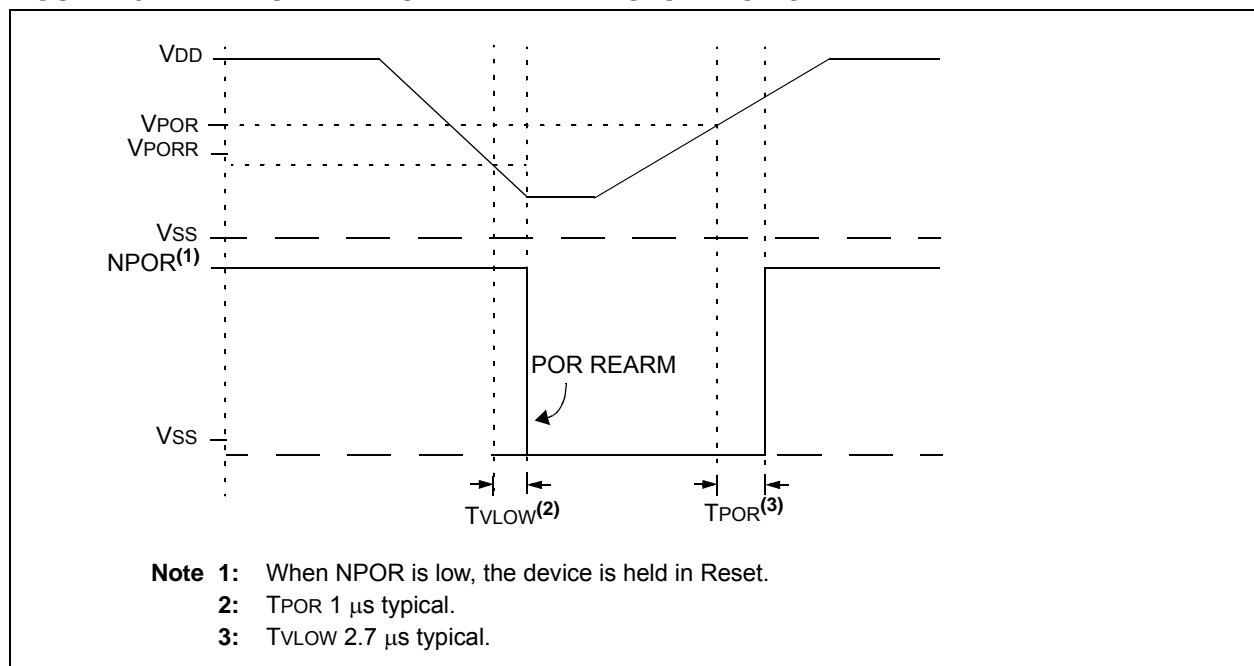 VDD
VPOR
VPORR
VSS
NPOR(1)
POR REARM
VSS
TVLOW(2)
TPOR(3)
Note 1: When NPOR is low, the device is held in Reset.
2: TPOR 1 μs typical.
3: TVLOW 2.7 μs typical.